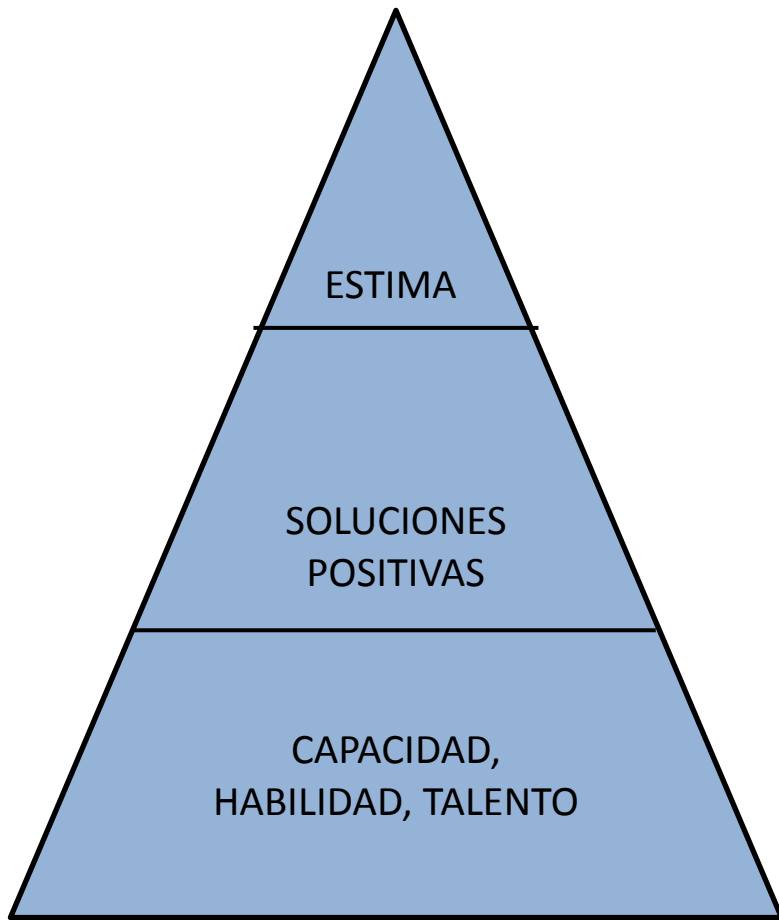 ESTIMA
SOLUCIONES
POSITIVAS
CAPACIDAD,
HABILIDAD, TALENTO